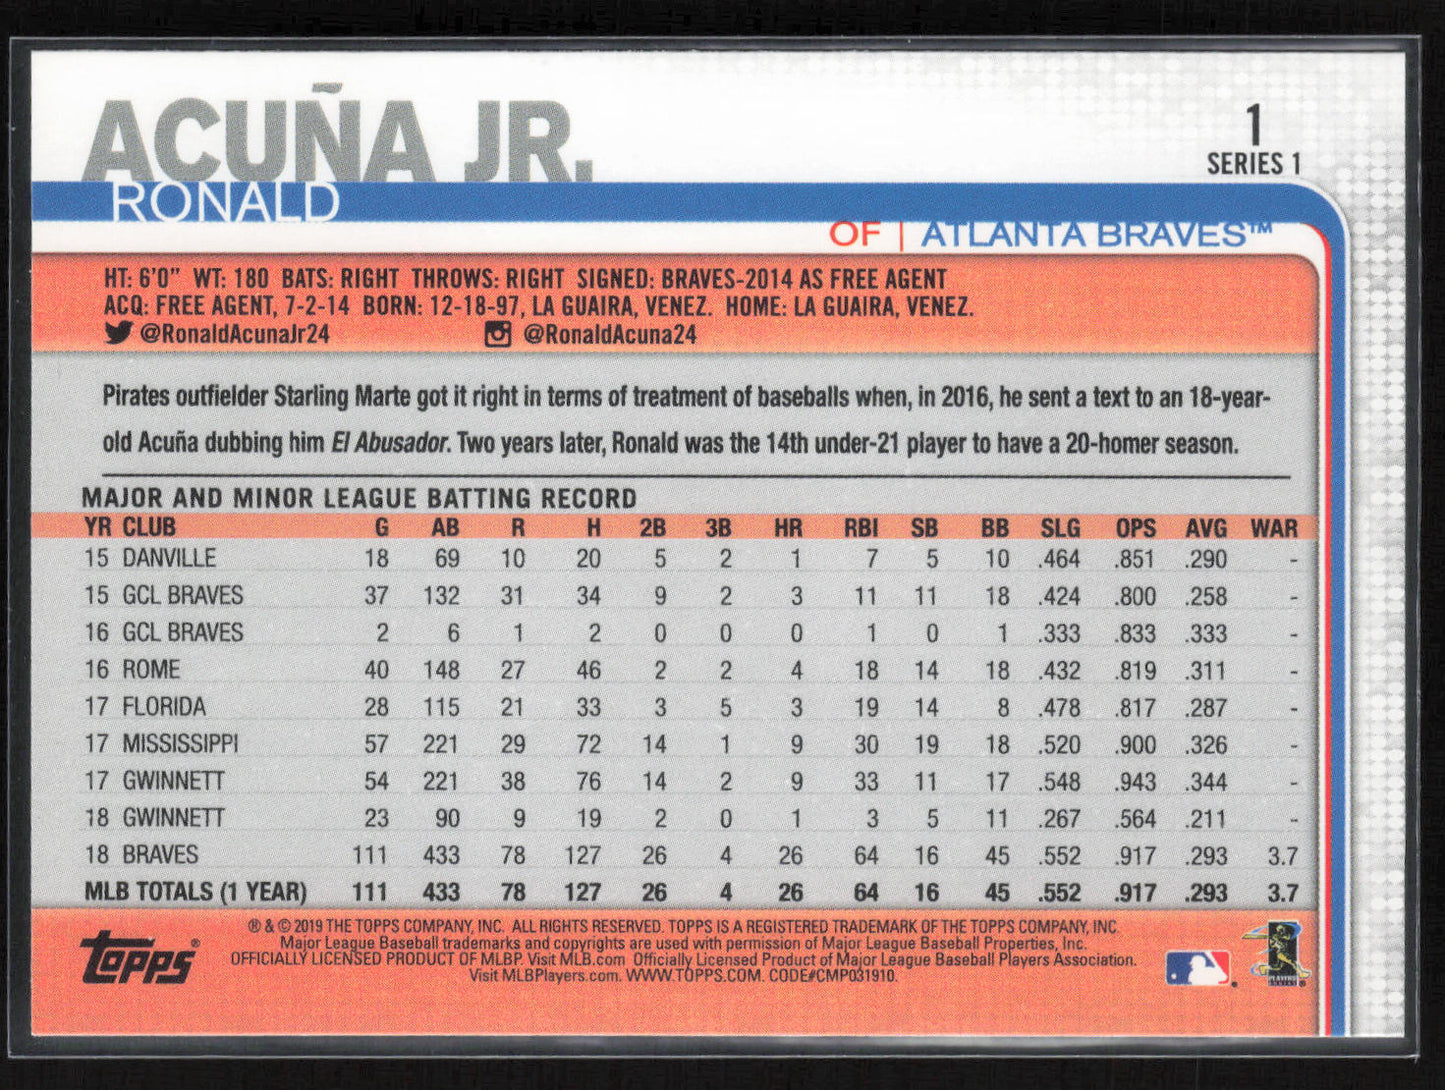 ACUÑA JR.
1
SERIES 1
RONALD
OF | ATLANTA BRAVES™
HT: 6'0" WT: 180 BATS: RIGHT THROWS: RIGHT SIGNED: BRAVES-2014 AS FREE AGENT
ACQ: FREE AGENT, 7-2-14 BORN: 12-18-97, LA GUAIRA, VENEZ. HOME: LA GUAIRA, VENEZ.
@RonaldAcunaJr24 @RonaldAcuna24
Pirates outfielder Starling Marte got it right in terms of treatment of baseballs when, in 2016, he sent a text to an 18-year-
old Acuña dubbing him El Abusador. Two years later, Ronald was the 14th under-21 player to have a 20-homer season.
MAJOR AND MINOR LEAGUE BATTING RECORD
YR CLUB G AB R H 2B 3B HR RBI SB BB SLG OPS AVG WAR
15 DANVILLE 18 69 10 20 5 2 1 7 5 10 .464 .851 .290 -
15 GCL BRAVES 37 132 31 34 9 2 3 11 11 18 .424 .800 .258 -
16 GCL BRAVES 2 6 1 2 0 0 0 1 0 1 .333 .833 .333 -
16 ROME 40 148 27 46 2 2 4 18 14 18 .432 .819 .311 -
17 FLORIDA 28 115 21 33 3 5 3 19 14 8 .478 .817 .287 -
17 MISSISSIPPI 57 221 29 72 14 1 9 30 19 18 .520 .900 .326 -
17 GWINNETT 54 221 38 76 14 2 9 33 11 17 .548 .943 .344 -
18 GWINNETT 23 90 9 19 2 0 1 3 5 11 .267 .564 .211 -
18 BRAVES 111 433 78 127 26 4 26 64 16 45 .552 .917 .293 3.7
MLB TOTALS (1 YEAR) 111 433 78 127 26 4 26 64 16 45 .552 .917 .293 3.7
® & © 2019 THE TOPPS COMPANY, INC. ALL RIGHTS RESERVED. TOPPS IS A REGISTERED TRADEMARK OF THE TOPPS COMPANY, INC.
Major League Baseball trademarks and copyrights are used with permission of Major League Baseball Properties, Inc.
OFFICIALLY LICENSED PRODUCT OF MLBP. Visit MLB.com Officially Licensed Product of Major League Baseball Players Association.
Visit MLBPlayers.com. WWW.TOPPS.COM. CODE#CMP031910.
Topps®